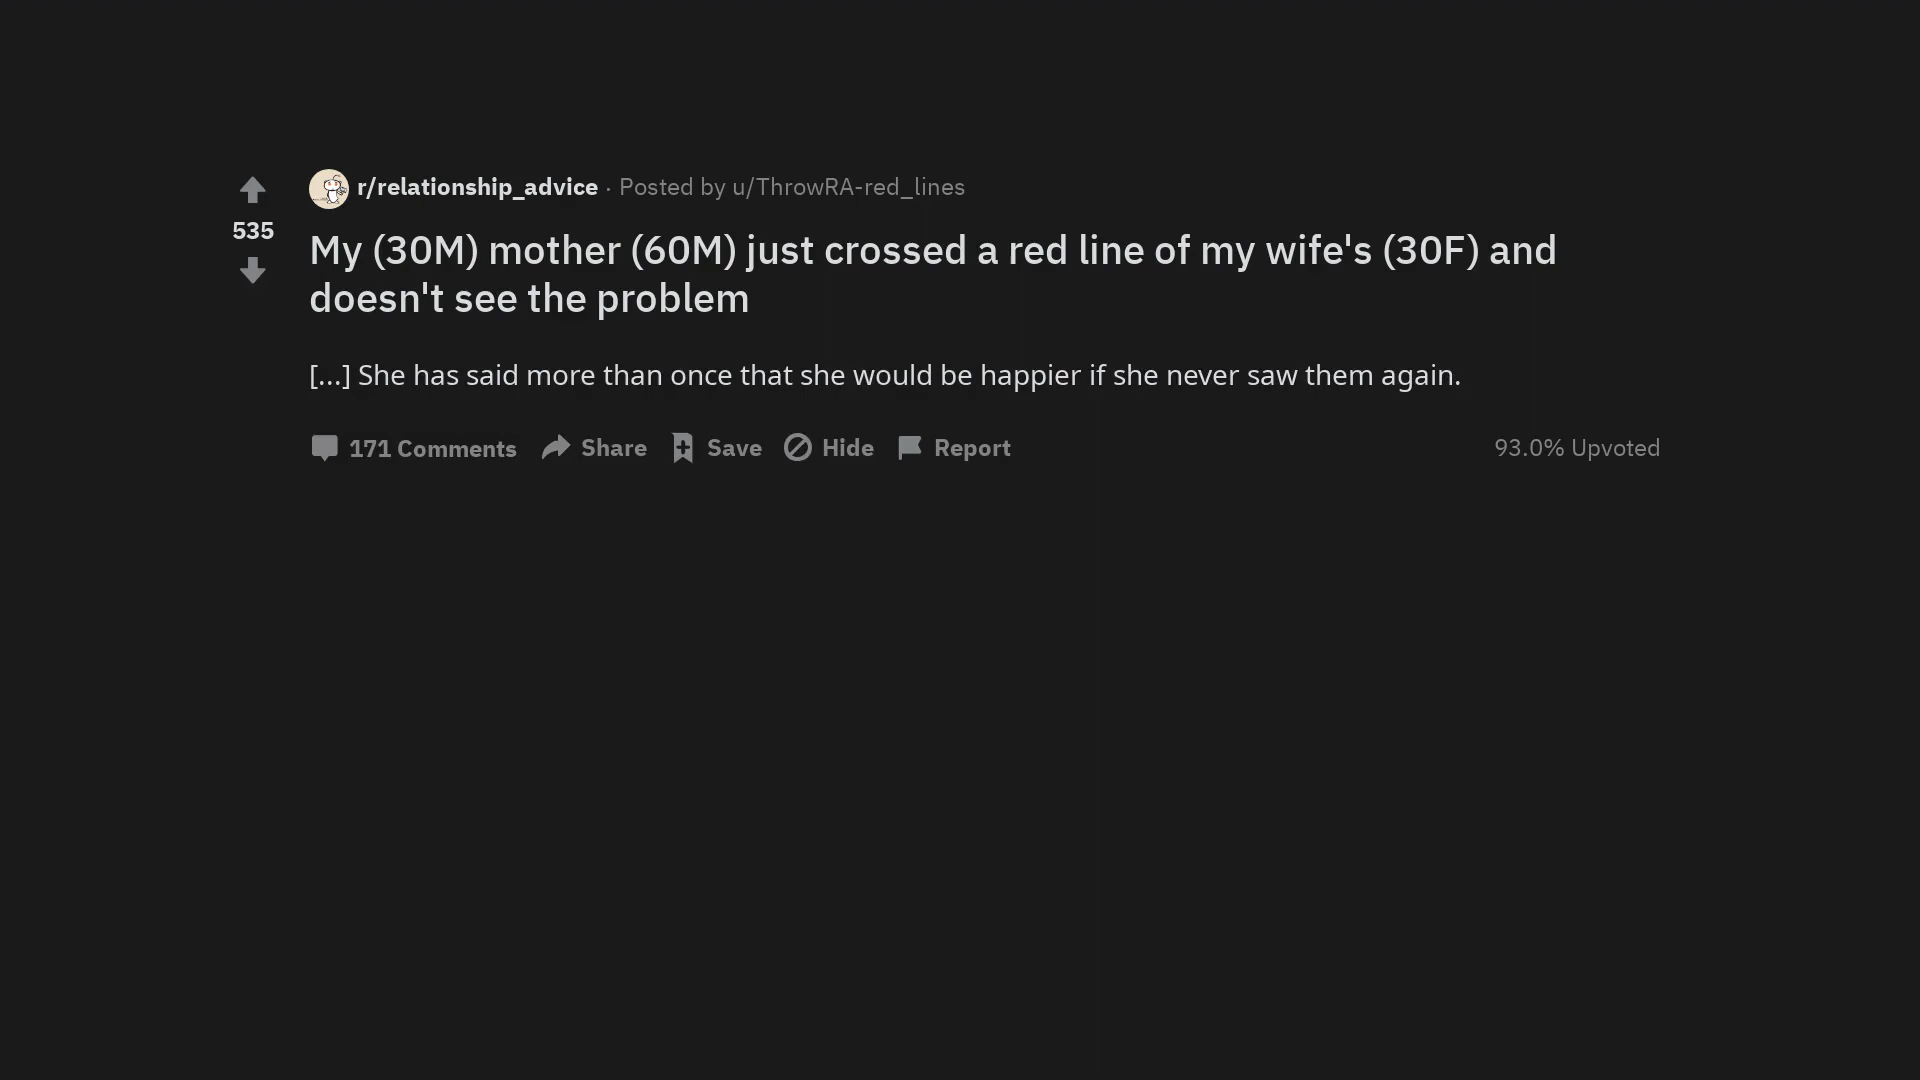 r/relationship_advice · Posted by u/ThrowRA-red_lines
535
My (30M) mother (60M) just crossed a red line of my wife's (30F) and
doesn't see the problem
[...] She has said more than once that she would be happier if she never saw them again.
171 Comments Share Save Hide Report 93.0% Upvoted